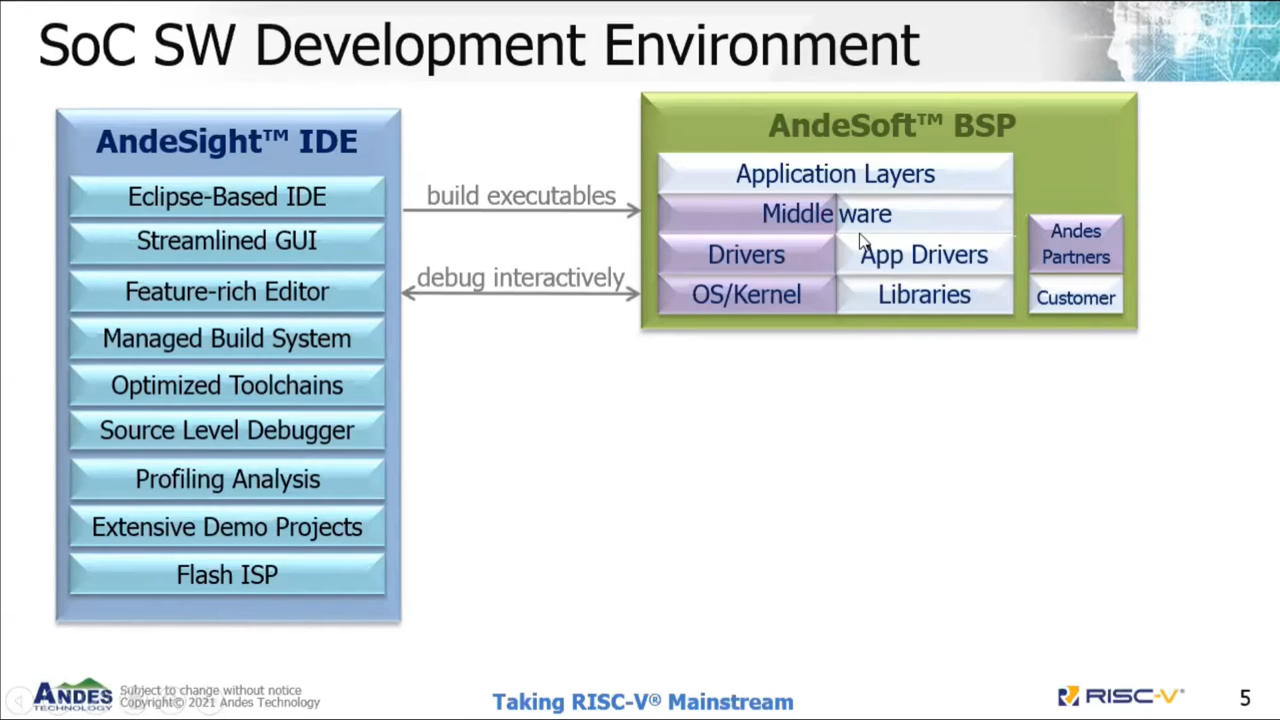 SoC SW Development Environment
AndeSight™ IDE
Eclipse-Based IDE
Streamlined GUI
Feature-rich Editor
Managed Build System
Optimized Toolchains
Source Level Debugger
Profiling Analysis
Extensive Demo Projects
Flash ISP
build executables
debug interactively
AndeSoft™ BSP
Application Layers
Middle ware
Drivers
App Drivers
OS/Kernel
Libraries
Andes
Partners
Customer
ANDES
TECHNOLOGY
Subject to change without notice
Copyright© 2021 Andes Technology
Taking RISC-V® Mainstream
RISC-V®
5